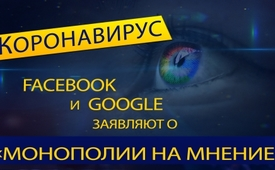 КОРОНАВИРУС
FACEBOOK
И GOOGLE
ЗАЯВЛЯЮТ О
«МОНОПОЛИИ НА МНЕНИЕ